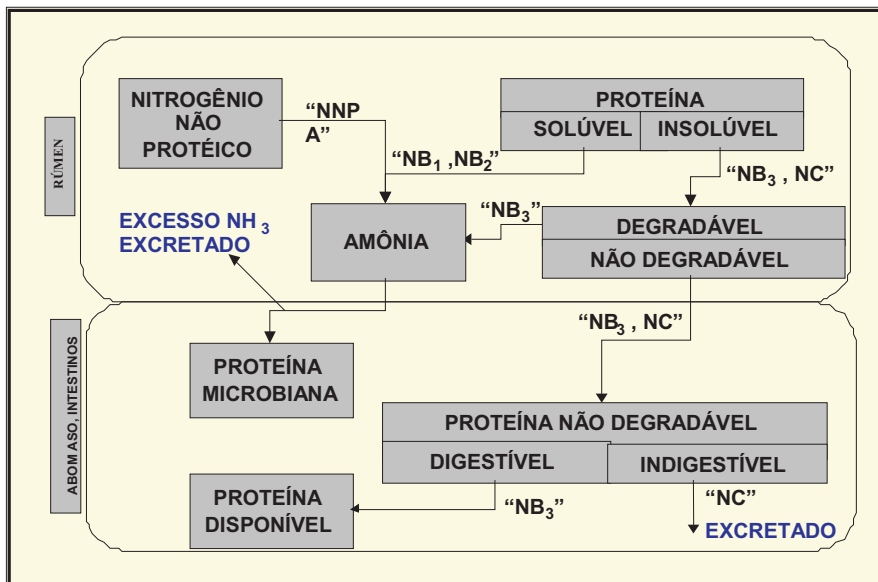 RÚMEN
NITROGÊNIO
NÃO
PROTÉICO
“NNP
A”
PROTEÍNA
SOLÚVEL
INSOLÚVEL
“NB1 ,NB2”
“NB3 , NC”
“NB3”
EXCESSO NH 3
EXCRETADO
AMÔNIA
DEGRADÁVEL
NÃO DEGRADÁVEL
ABOM ASO, INTESTINOS
“NB3 , NC”
PROTEÍNA
MICROBIANA
PROTEÍNA NÃO DEGRADÁVEL
DIGESTÍVEL
INDIGESTÍVEL
PROTEÍNA
DISPONÍVEL
“NB3”
“NC”
EXCRETADO